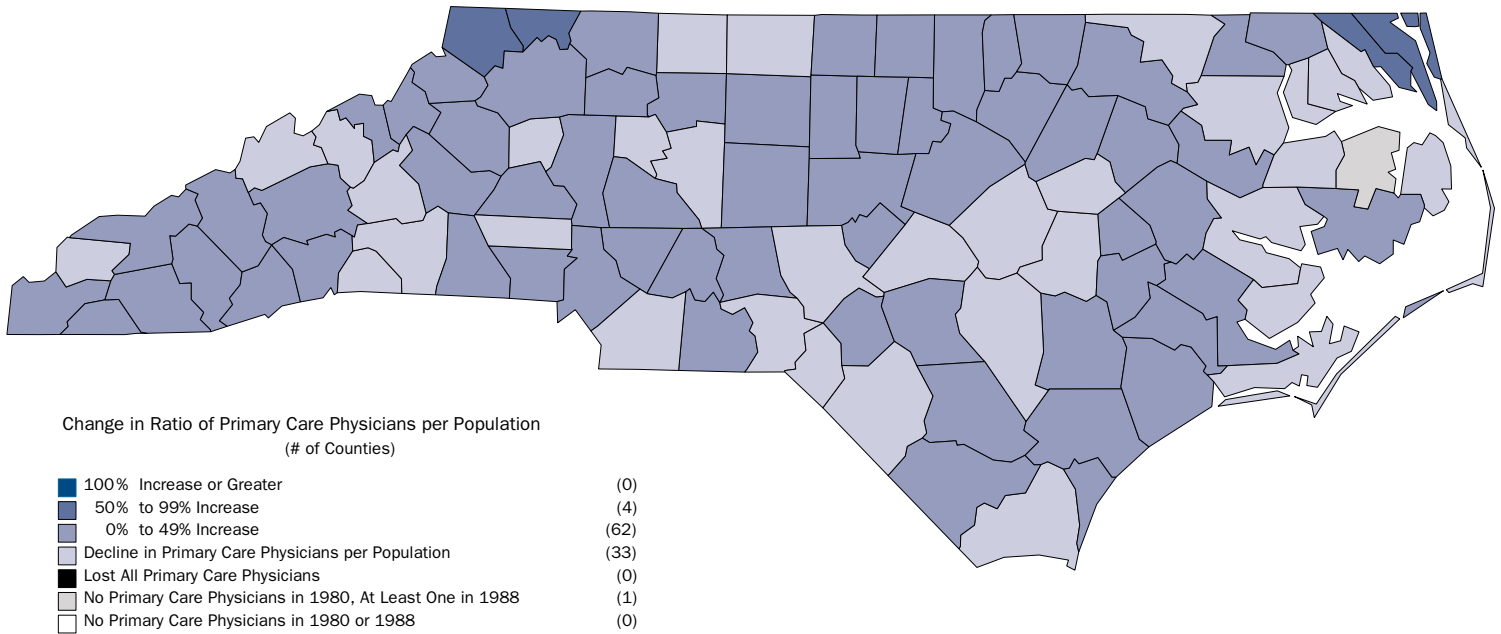 Change in Ratio of Primary Care Physicians per Population
(# of Counties)
100% Increase or Greater (0)
50% to 99% Increase (4)
0% to 49% Increase (62)
Decline in Primary Care Physicians per Population (33)
Lost All Primary Care Physicians (0)
No Primary Care Physicians in 1980, At Least One in 1988 (1)
No Primary Care Physicians in 1980 or 1988 (0)